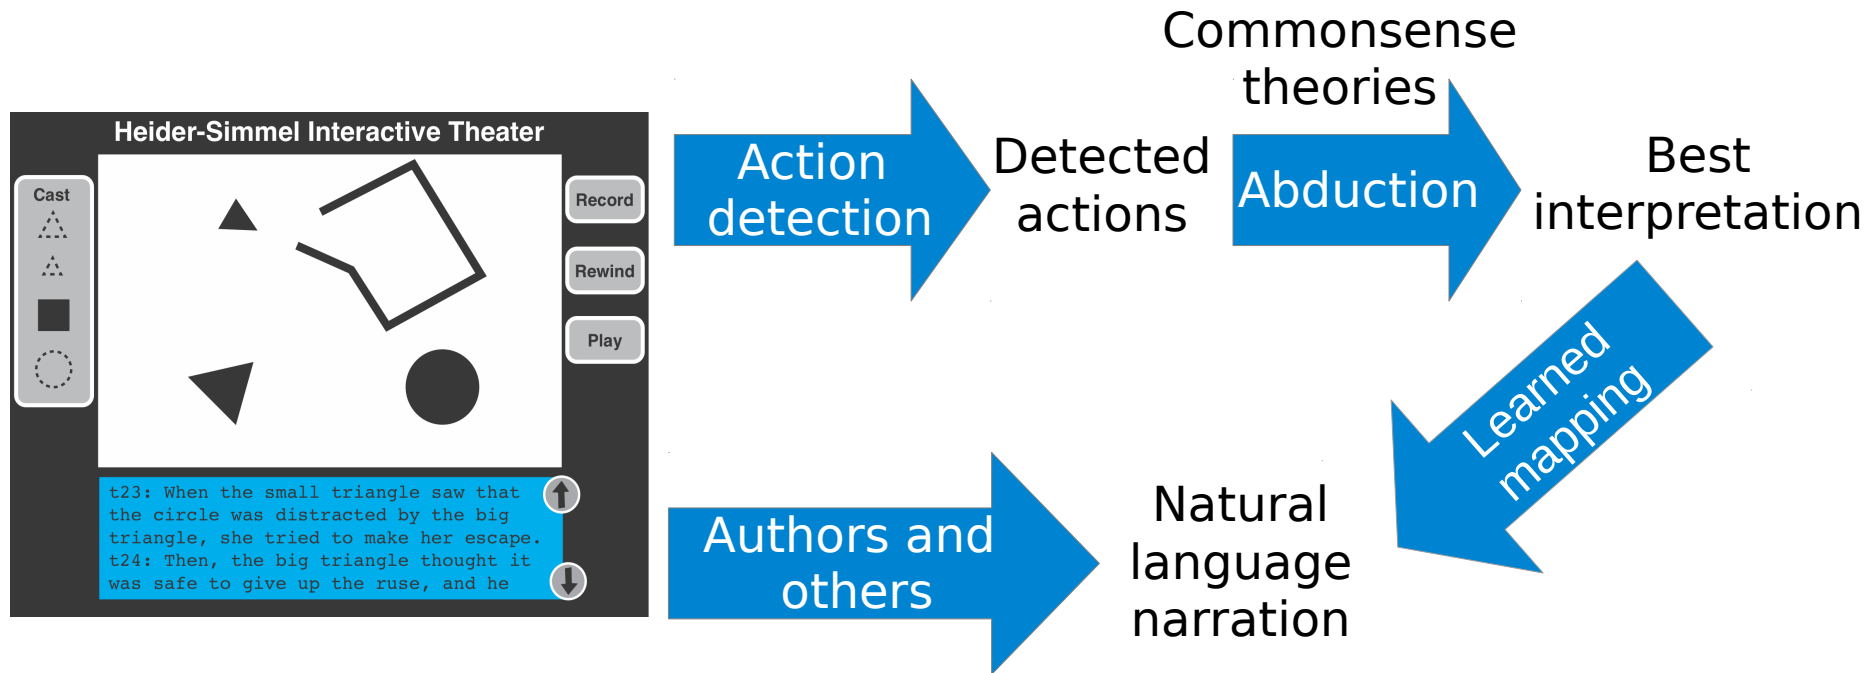 Heider-Simmel Interactive Theater
Cast
Record
Rewind
Play
t23: When the small triangle saw that
the circle was distracted by the big
triangle, she tried to make her escape.
t24: Then, the big triangle thought it
was safe to give up the ruse, and he
Action
detection
Detected
actions
Commonsense
theories
Abduction
Best
interpretation
Learned
mapping
Authors and
others
Natural
language
narration